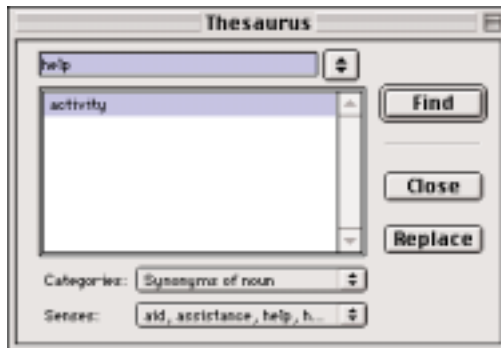 Thesaurus
help
activity
Find
Close
Replace
Categories: Synonyms of noun
Senses: aid, assistance, help, h...